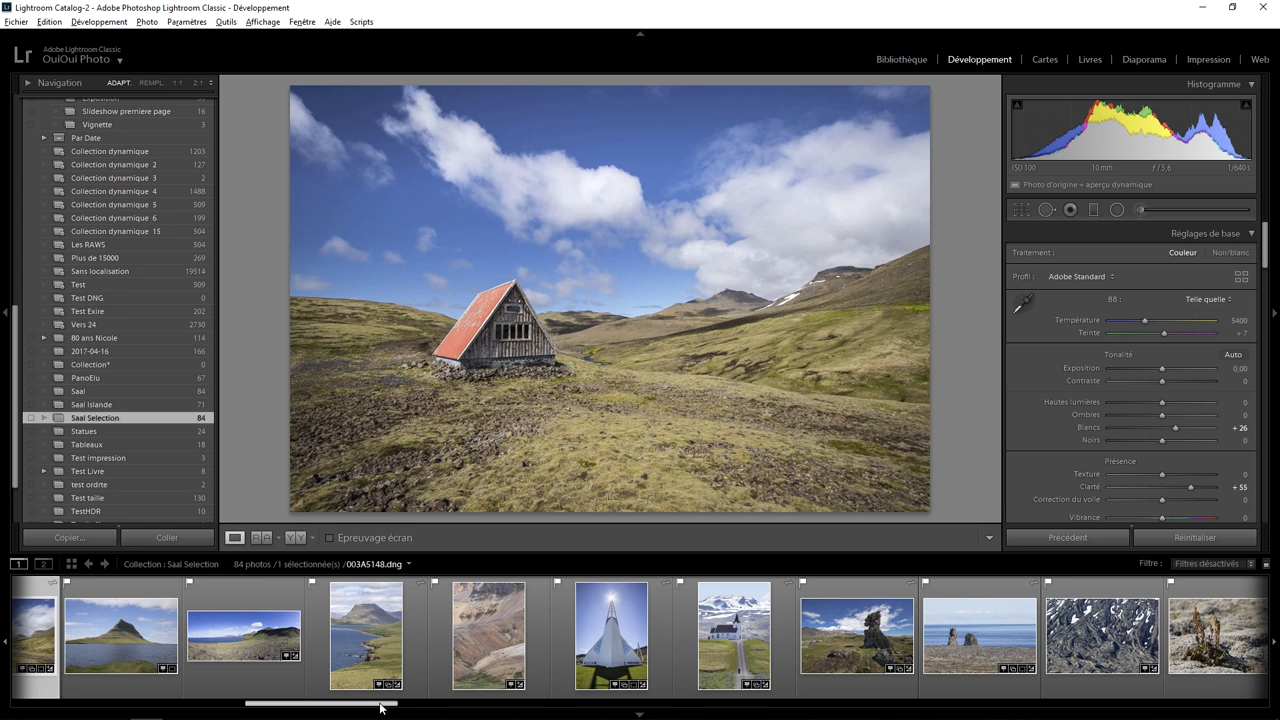 Lightroom Catalog-2 - Adobe Photoshop Lightroom Classic - Développement
Fichier Edition Développement Photo Paramètres Outils Affichage Fenêtre Aide Scripts
Lr Adobe Lightroom Classic
OuiOui Photo
Bibliothèque Développement Cartes Livres Diaporama Impression Web
Navigation ADAPT. REMPL. 1:1 2:1
Exposition
Slideshow premiere page 16
Vignette 3
Par Date
Collection dynamique 1203
Collection dynamique 2 127
Collection dynamique 3 2
Collection dynamique 4 1488
Collection dynamique 5 509
Collection dynamique 6 199
Collection dynamique 15 504
Les RAWS 504
Plus de 15000 269
Sans localisation 19514
Test 509
Test DNG 0
Test Exire 202
Vers 24 2730
80 ans Nicole 114
2017-04-16 166
Collection* 0
PanoElu 67
Saal 84
Saal Islande 71
Saal Selection 84
Statues 24
Tableaux 18
Test impression 3
Test Livre 8
test ordrte 2
Test taille 130
TestHDR 10
Copier... Coller
Epreuvage écran
Histogramme
ISO 100 10 mm ƒ / 5,6 1/640 s
Photo d'origine + aperçu dynamique
Réglages de base
Traitement : Couleur Noir/blanc
Profil : Adobe Standard
BB : Telle quelle
Température 5400
Teinte + 7
Tonalité Auto
Exposition 0,00
Contraste 0
Hautes lumières 0
Ombres 0
Blancs + 26
Noirs 0
Présence
Texture 0
Clarté + 55
Correction du voile 0
Vibrance 0
Précédent Réinitialiser
1 2 Collection : Saal Selection 84 photos /1 sélectionnée(s) /003A5148.dng Filtre : Filtres désactivés